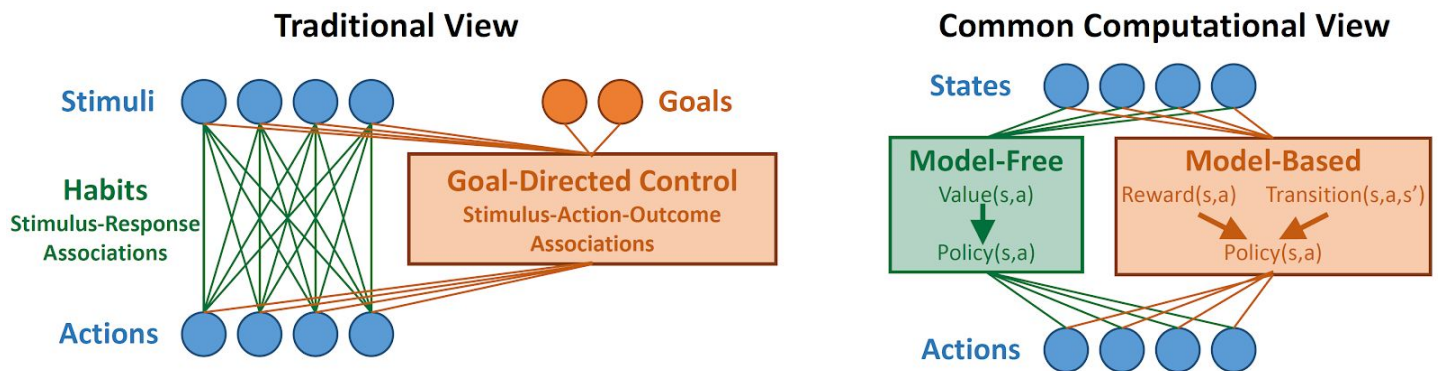 Traditional View
Stimuli
Goals
Habits
Stimulus-Response
Associations
Goal-Directed Control
Stimulus-Action-Outcome
Associations
Actions
Common Computational View
States
Model-Free
Value(s,a)
Policy(s,a)
Model-Based
Reward(s,a) Transition(s,a,s’)
Policy(s,a)
Actions